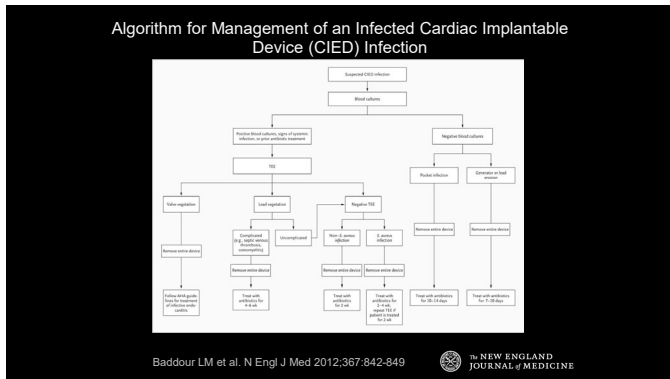 Algorithm for Management of an Infected Cardiac Implantable
Device (CIED) Infection
Suspected CIED infection
Blood cultures
Positive blood cultures, signs of systemic
infection, or prior antibiotic treatment
Negative blood cultures
TEE
Pocket infection
Generator or lead
erosion
Valve vegetation
Lead vegetation
Negative TEE
Complicated
(e.g., septic venous
thrombosis,
osteomyelitis)
Uncomplicated
Non–S. aureus
infection
S. aureus
infection
Remove entire device
Remove entire device
Remove entire device
Remove entire device
Remove entire device
Remove entire device
Follow AHA guide-
lines for treatment
of infective endo-
carditis
Treat with
antibiotics for
4–6 wk
Treat with
antibiotics
for 2 wk
Treat with
antibiotics for
2–4 wk;
repeat TEE if
patient is treated
for 2 wk
Treat with antibiotics
for 10–14 days
Treat with antibiotics
for 7–10 days
Baddour LM et al. N Engl J Med 2012;367:842-849
The NEW ENGLAND
JOURNAL of MEDICINE